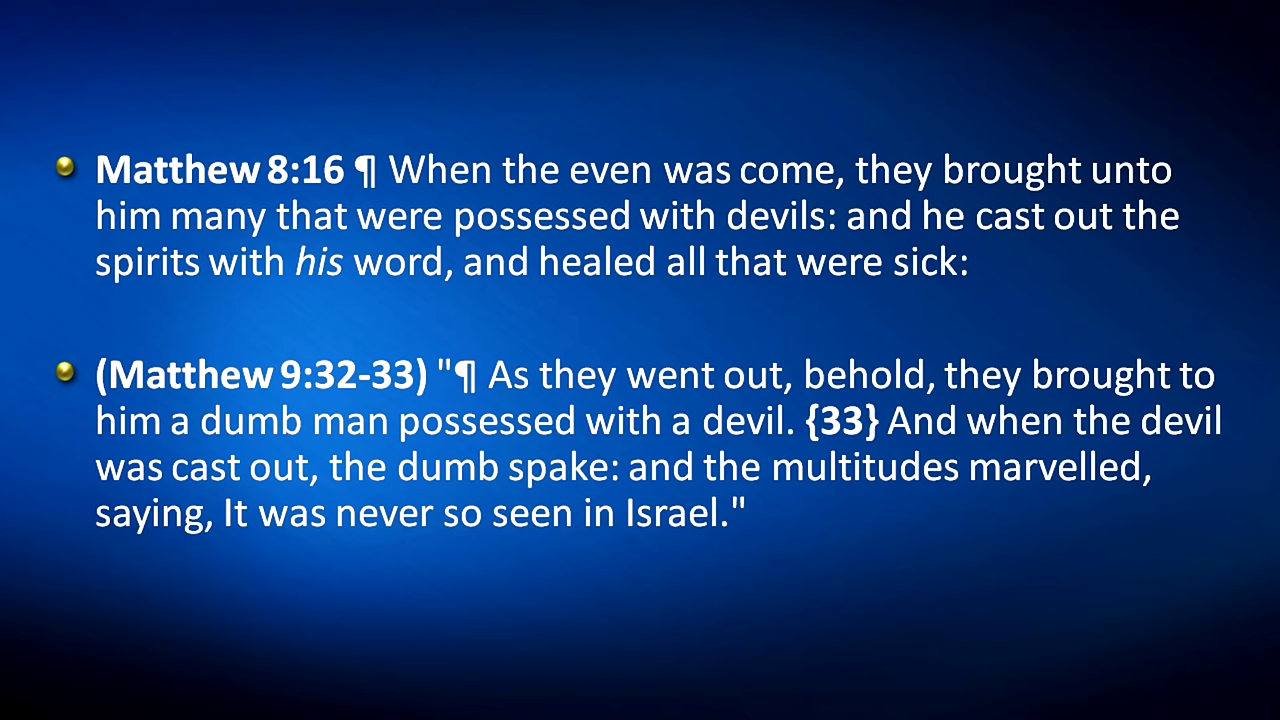 Matthew 8:16 ¶ When the even was come, they brought unto
him many that were possessed with devils: and he cast out the
spirits with his word, and healed all that were sick:
(Matthew 9:32-33) "¶ As they went out, behold, they brought to
him a dumb man possessed with a devil. {33} And when the devil
was cast out, the dumb spake: and the multitudes marvelled,
saying, It was never so seen in Israel."